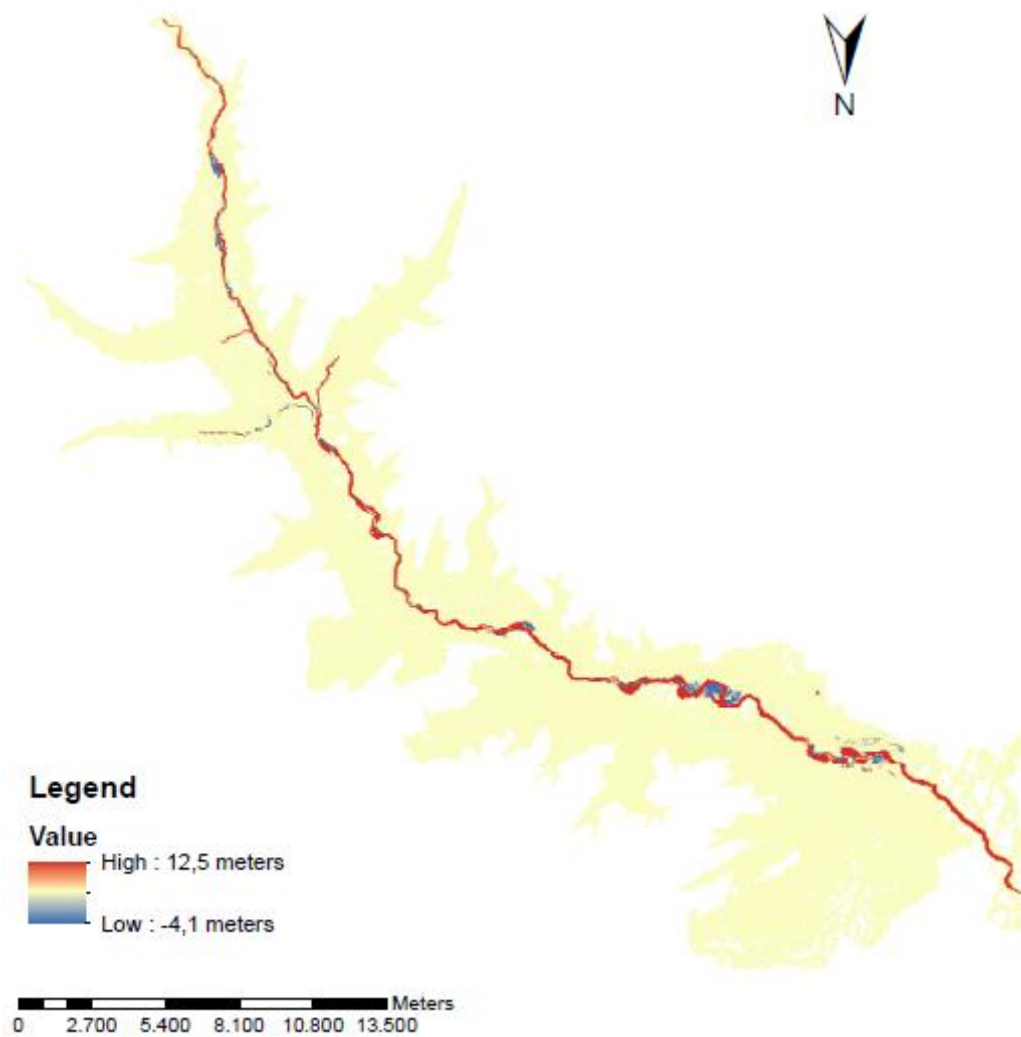 N
Legend
Value
High : 12,5 meters
Low : -4,1 meters
Meters
0 2.700 5.400 8.100 10.800 13.500